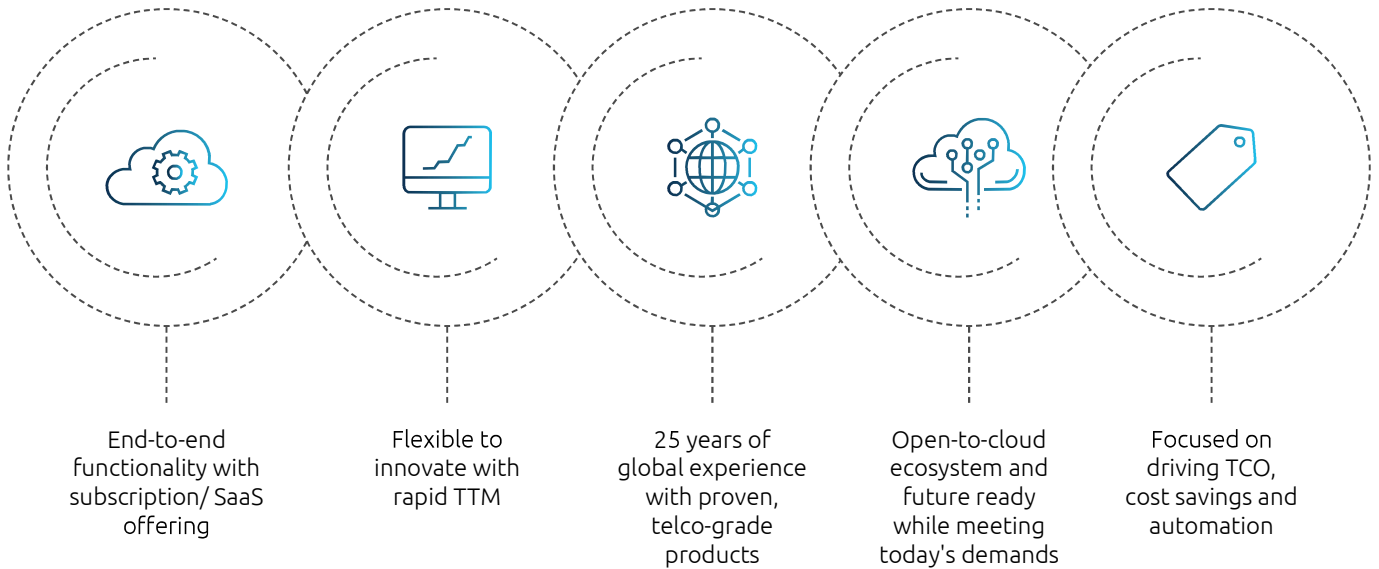 End-to-end
functionality with
subscription/ SaaS
offering
Flexible to
innovate with
rapid TTM
25 years of
global experience
with proven,
telco-grade
products
Open-to-cloud
ecosystem and
future ready
while meeting
today's demands
Focused on
driving TCO,
cost savings and
automation